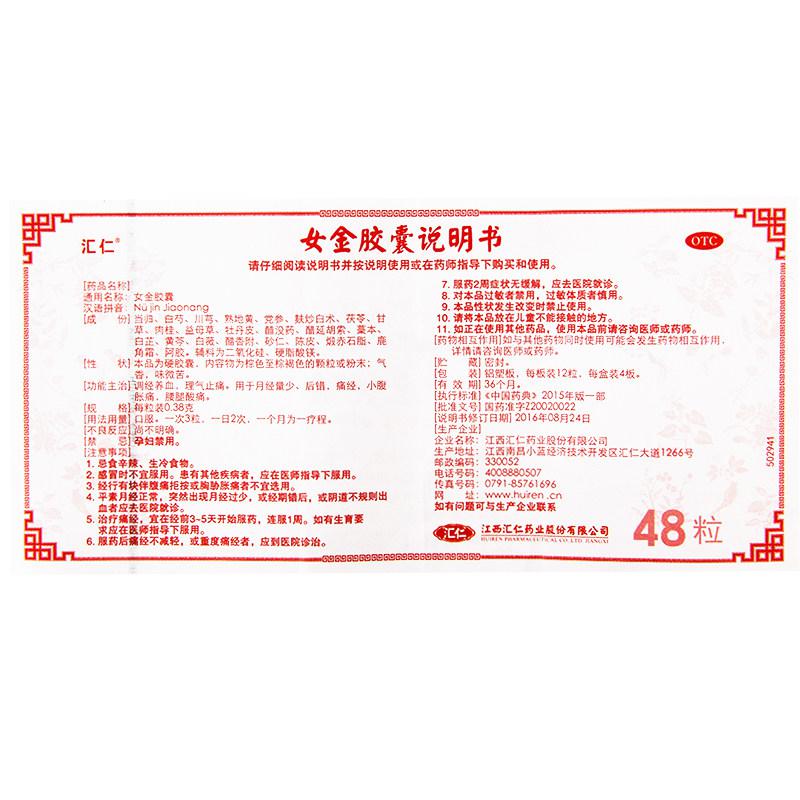 汇仁®
女金胶囊说明书
OTC
请仔细阅读说明书并按说明使用或在药师指导下购买和使用。
[药品名称]
通用名称：女金胶囊
汉语拼音：Nü jin Jiaonang
[成 份] 当归、白芍、川芎、熟地黄、党参、麸炒白术、茯苓、甘
草、肉桂、益母草、牡丹皮、醋没药、醋延胡索、藁本、
白芷、黄芩、白薇、醋香附、砂仁、陈皮、煅赤石脂、鹿
角霜、阿胶。辅料为二氧化硅、硬脂酸镁。
[性 状] 本品为硬胶囊，内容物为棕色至棕褐色的颗粒或粉末；气
香，味微苦。
[功能主治] 调经养血、理气止痛。用于月经量少、后错，痛经，小腹
胀痛，腰腿酸痛。
[规 格] 每粒装0.38克
[用法用量] 口服。一次3粒，一日2次，一个月为一疗程。
[不良反应] 尚不明确。
[禁 忌] 孕妇禁用。
[注意事项]
1. 忌食辛辣、生冷食物。
2. 感冒时不宜服用。患有其他疾病者，应在医师指导下服用。
3. 经行有块伴腹痛拒按或胸胁胀痛者不宜选用。
4. 平素月经正常，突然出现月经过少，或经期错后，或阴道不规则出
血者应去医院就诊。
5. 治疗痛经，宜在经前3~5天开始服药，连服1周。如有生育要
求应在医师指导下服用。
6. 服药后痛经不减轻，或重度痛经者，应到医院诊治。
7. 服药2周症状无缓解，应去医院就诊。
8. 对本品过敏者禁用，过敏体质者慎用。
9. 本品性状发生改变时禁止使用。
10. 请将本品放在儿童不能接触的地方。
11. 如正在使用其他药品，使用本品前请咨询医师或药师。
[药物相互作用] 如与其他药物同时使用可能会发生药物相互作用，
详情请咨询医师或药师。
[贮 藏] 密封。
[包 装] 铝塑板，每板装12粒，每盒装4板。
[有 效 期] 36个月。
[执行标准] 《中国药典》2015年版一部
[批准文号] 国药准字Z20020022
[说明书修订日期] 2016年08月24日
[生产企业]
企业名称：江西汇仁药业股份有限公司
生产地址：江西南昌小蓝经济技术开发区汇仁大道1266号
邮政编码：330052
电话号码：4008880507
传真号码：0791-85761696
网 址：www.huiren .cn
如有问题可与生产企业联系
汇仁 江西汇仁药业股份有限公司
HUIREN PHARMACEUTICAL CO.,LTD JIANGXI
48粒
502941